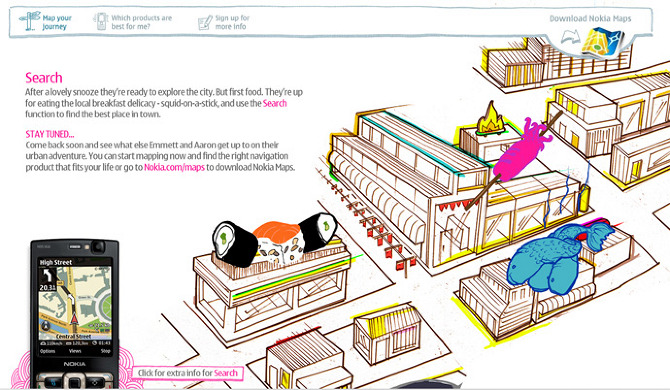 Map your
journey
Which products are
best for me?
Sign up for
more info
Download Nokia Maps
Search
After a lovely snooze they're ready to explore the city. But first food. They're up
for eating the local breakfast delicacy - squid-on-a-stick, and use the Search
function to find the best place in town.
STAY TUNED...
Come back soon and see what else Emmett and Aaron get up to on their
urban adventure. You can start mapping now and find the right navigation
product that fits your life or go to Nokia.com/maps to download Nokia Maps.
High Street
Central Street
Options Views Stop
NOKIA
Click for extra info for Search